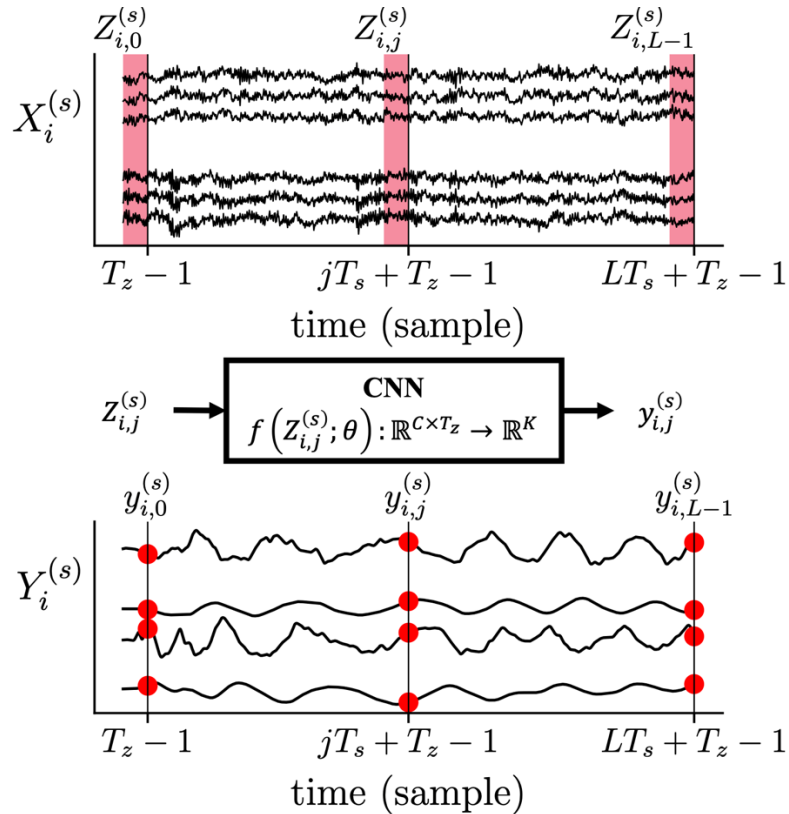 Z_{i,0}^{(s)} Z_{i,j}^{(s)} Z_{i,L-1}^{(s)}
X_i^{(s)}
T_z − 1 jT_s + T_z − 1 LT_s + T_z − 1
time (sample)
CNN
Z_{i,j}^{(s)} f(Z_{i,j}^{(s)}; θ): ℝ^{C×T_z} → ℝ^K y_{i,j}^{(s)}
y_{i,0}^{(s)} y_{i,j}^{(s)} y_{i,L-1}^{(s)}
Y_i^{(s)}
T_z − 1 jT_s + T_z − 1 LT_s + T_z − 1
time (sample)